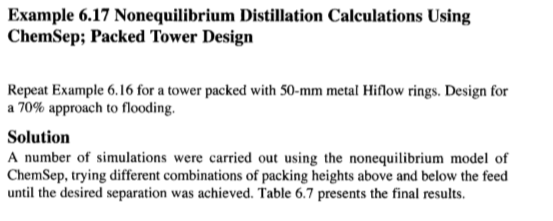 Example 6.17 Nonequilibrium Distillation Calculations Using
ChemSep; Packed Tower Design
Repeat Example 6.16 for a tower packed with 50-mm metal Hiflow rings. Design for
a 70% approach to flooding.
Solution
A number of simulations were carried out using the nonequilibrium model of
ChemSep, trying different combinations of packing heights above and below the feed
until the desired separation was achieved. Table 6.7 presents the final results.